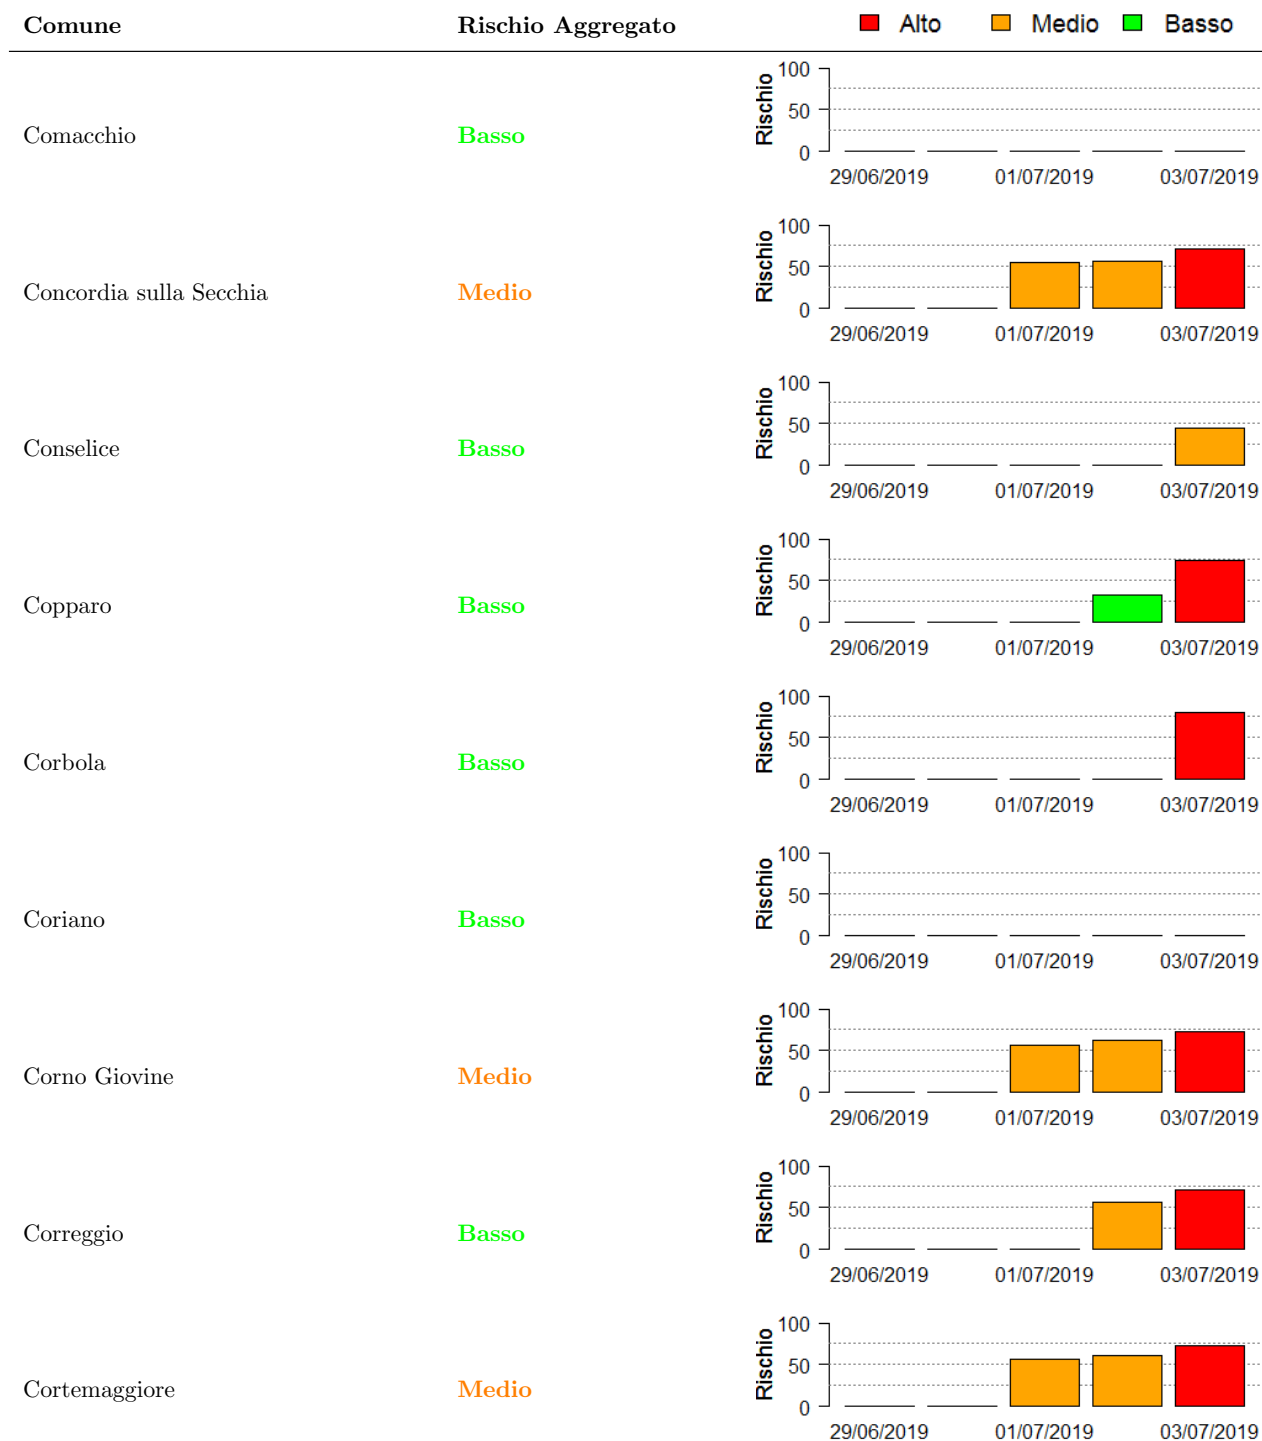 Comune Rischio Aggregato Alto Medio Basso
Comacchio Basso
Rischio
100
50
0
29/06/2019 01/07/2019 03/07/2019
Concordia sulla Secchia Medio
Rischio
100
50
0
29/06/2019 01/07/2019 03/07/2019
Conselice Basso
Rischio
100
50
0
29/06/2019 01/07/2019 03/07/2019
Copparo Basso
Rischio
100
50
0
29/06/2019 01/07/2019 03/07/2019
Corbola Basso
Rischio
100
50
0
29/06/2019 01/07/2019 03/07/2019
Coriano Basso
Rischio
100
50
0
29/06/2019 01/07/2019 03/07/2019
Corno Giovine Medio
Rischio
100
50
0
29/06/2019 01/07/2019 03/07/2019
Correggio Basso
Rischio
100
50
0
29/06/2019 01/07/2019 03/07/2019
Cortemaggiore Medio
Rischio
100
50
0
29/06/2019 01/07/2019 03/07/2019